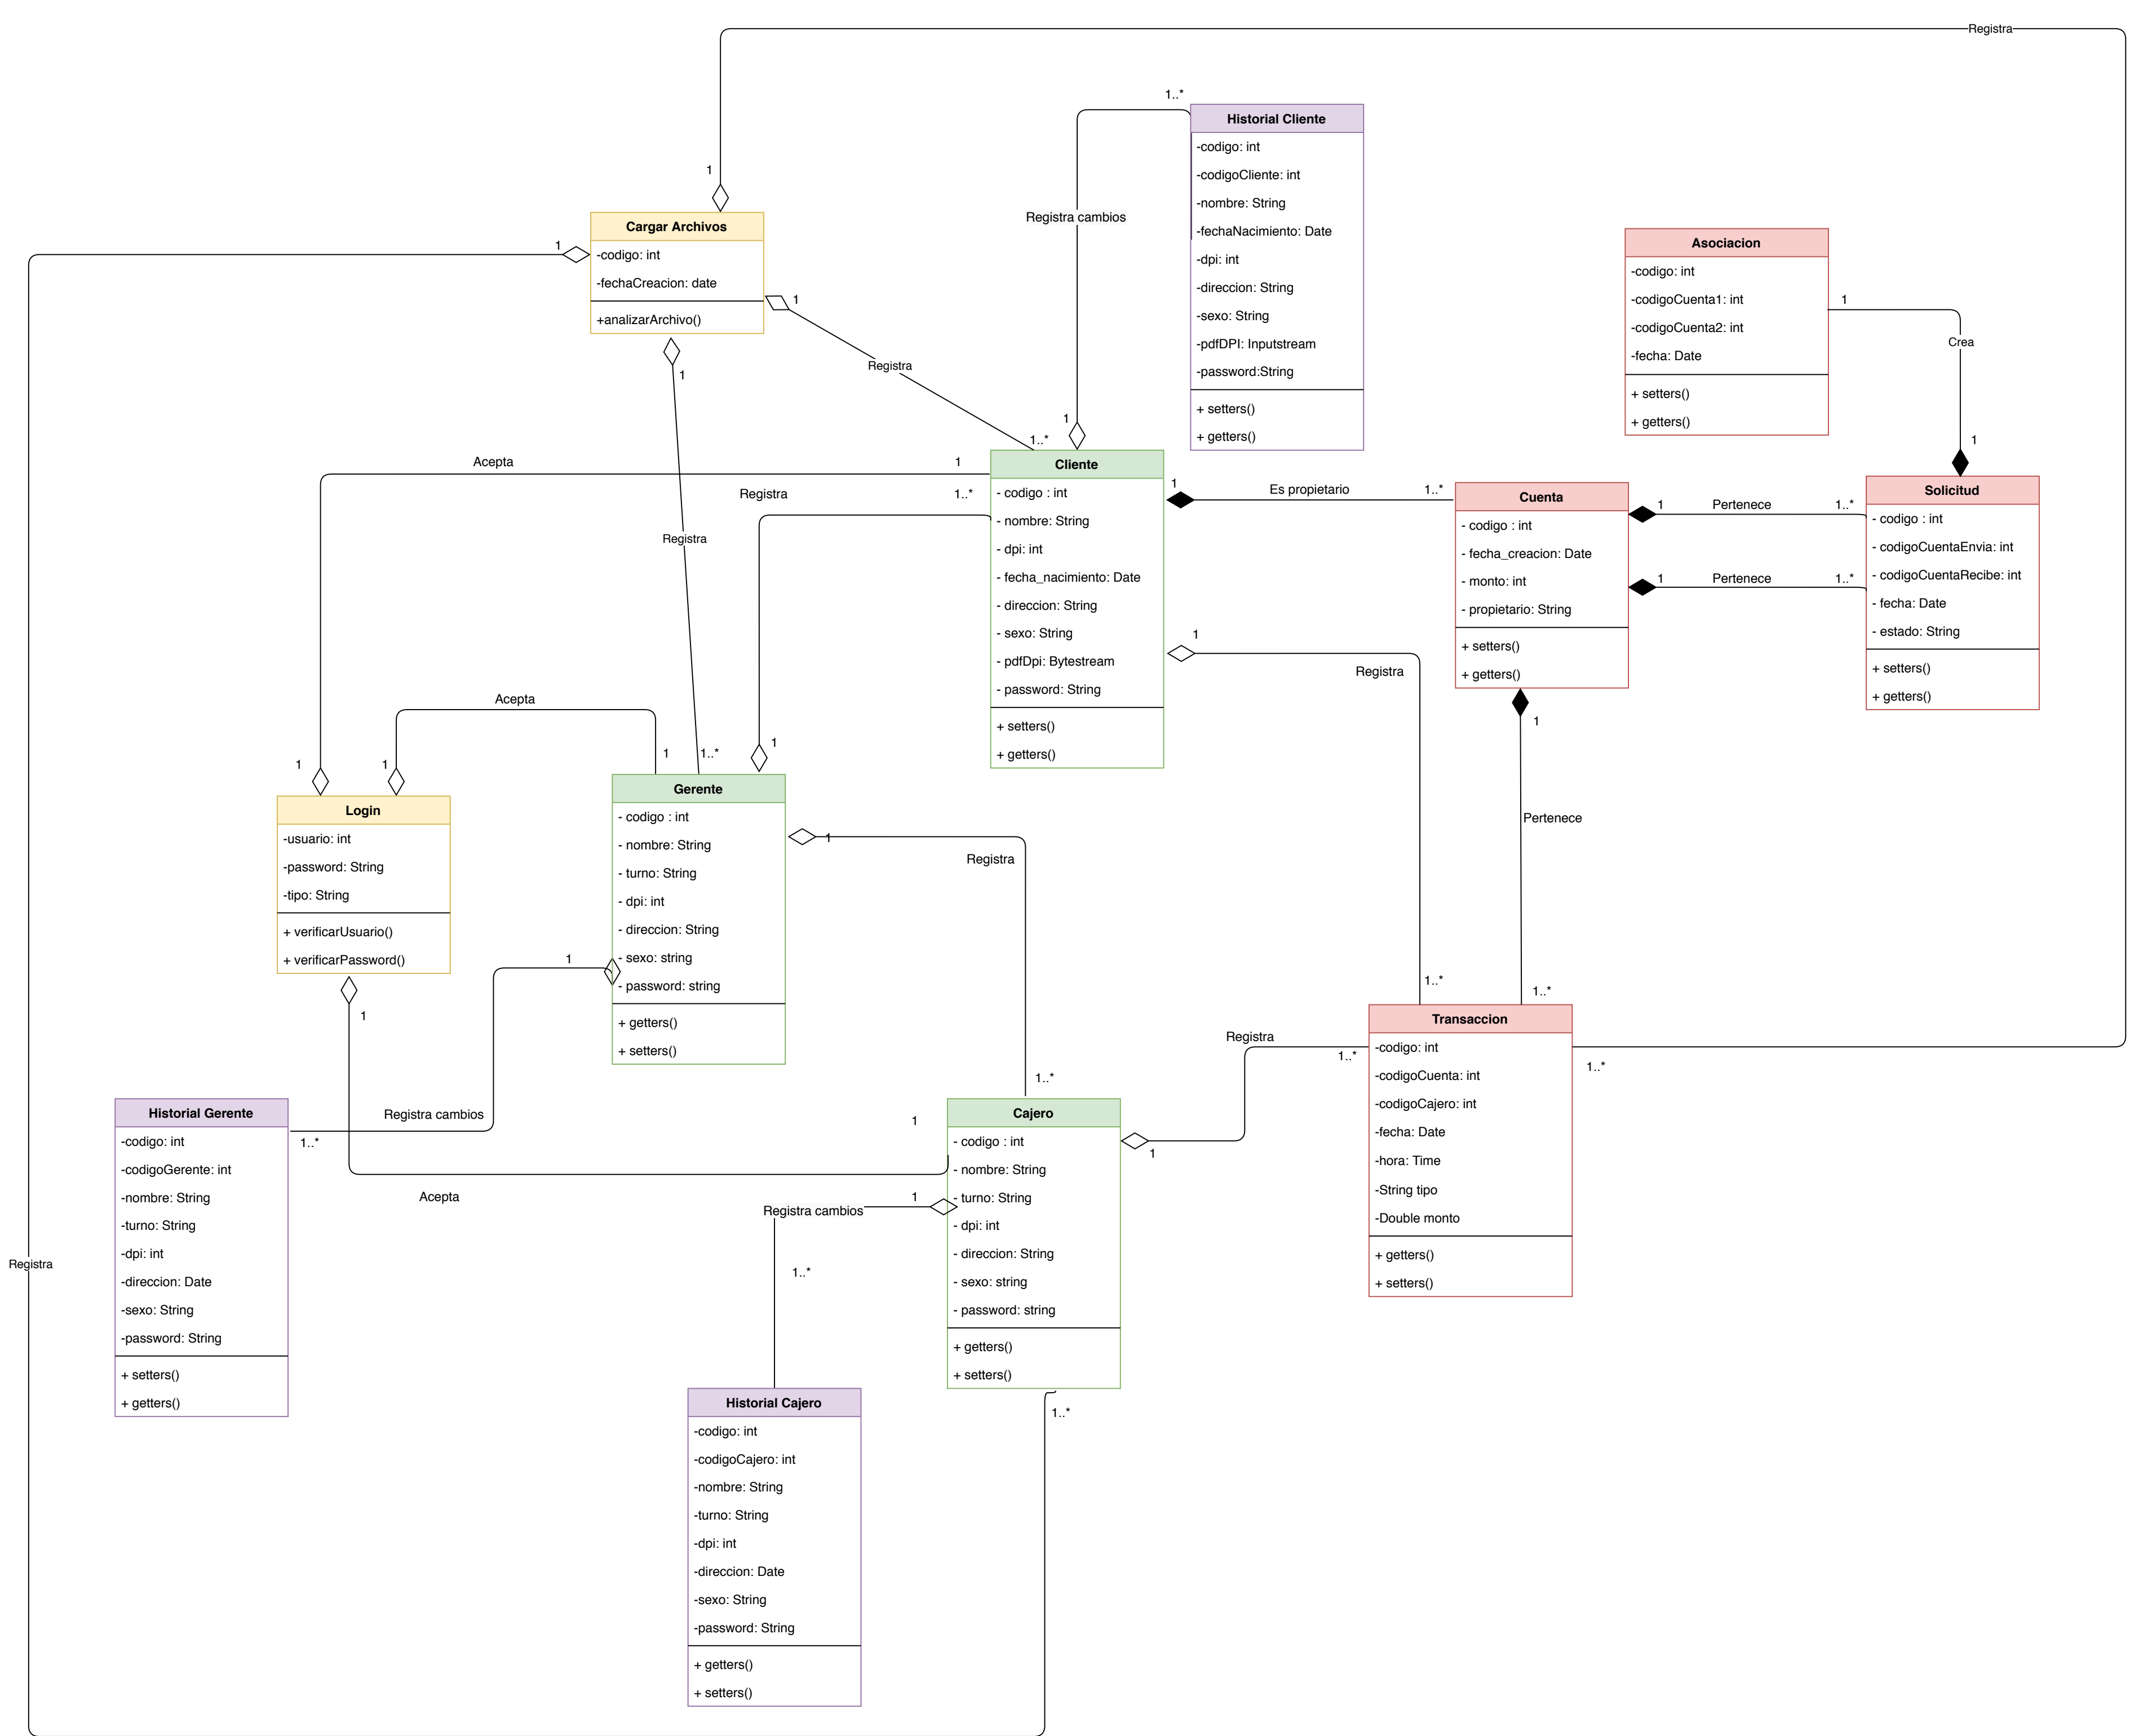 Registra
1..*
Historial Cliente
-codigo: int
-codigoCliente: int
-nombre: String
-fechaNacimiento: Date
-dpi: int
-direccion: String
-sexo: String
-pdfDPI: Inputstream
-password:String
+ setters()
+ getters()
1
Registra cambios
1
Cargar Archivos
-codigo: int
-fechaCreacion: date
+analizarArchivo()
1
1
1
Registra
1..*
Asociacion
-codigo: int
-codigoCuenta1: int
-codigoCuenta2: int
-fecha: Date
+ setters()
+ getters()
1
Crea
1
1
Acepta
1
Registra
1..*
Registra
Cliente
- codigo : int
- nombre: String
- dpi: int
- fecha_nacimiento: Date
- direccion: String
- sexo: String
- pdfDpi: Bytestream
- password: String
+ setters()
+ getters()
1
Es propietario
1..*
Cuenta
- codigo : int
- fecha_creacion: Date
- monto: int
- propietario: String
+ setters()
+ getters()
1
Pertenece
1..*
1
Pertenece
1..*
Solicitud
- codigo : int
- codigoCuentaEnvia: int
- codigoCuentaRecibe: int
- fecha: Date
- estado: String
+ setters()
+ getters()
1
Registra
1..*
1
Pertenece
1..*
Acepta
1
1
1
1..*
1
Login
-usuario: int
-password: String
-tipo: String
+ verificarUsuario()
+ verificarPassword()
1
Gerente
- codigo : int
- nombre: String
- turno: String
- dpi: int
- direccion: String
- sexo: string
- password: string
+ getters()
+ setters()
1
Registra
1..*
1
Registra cambios
1..*
Acepta
1
Historial Gerente
-codigo: int
-codigoGerente: int
-nombre: String
-turno: String
-dpi: int
-direccion: Date
-sexo: String
-password: String
+ setters()
+ getters()
Registra
Cajero
- codigo : int
- nombre: String
- turno: String
- dpi: int
- direccion: String
- sexo: string
- password: string
+ getters()
+ setters()
1
Registra
1..*
Transaccion
-codigo: int
-codigoCuenta: int
-codigoCajero: int
-fecha: Date
-hora: Time
-String tipo
-Double monto
+ getters()
+ setters()
1..*
1
Registra cambios
1..*
1..*
Historial Cajero
-codigo: int
-codigoCajero: int
-nombre: String
-turno: String
-dpi: int
-direccion: Date
-sexo: String
-password: String
+ getters()
+ setters()